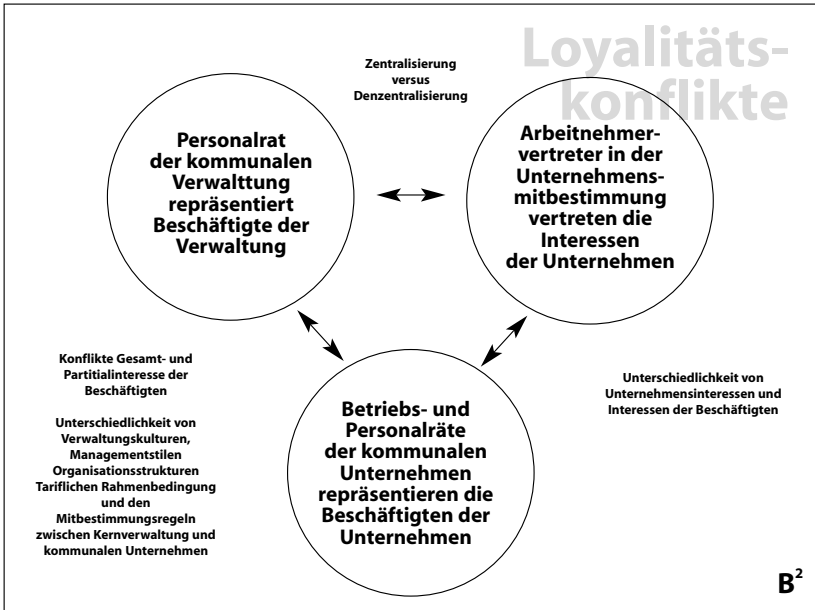 Loyalitäts-
konflikte
Zentralisierung
versus
Denzentralisierung
Personalrat
der kommunalen
Verwalttung
repräsentiert
Beschäftigte der
Verwaltung
Arbeitnehmer-
vertreter in der
Unternehmens-
mitbestimmung
vertreten die
Interessen
der Unternehmen
Konflikte Gesamt- und
Partitialinteresse der
Beschäftigten
Unterschiedlichkeit von
Verwaltungskulturen,
Managementstilen
Organisationsstrukturen
Tariflichen Rahmenbedingung
und den
Mitbestimmungsregeln
zwischen Kernverwaltung und
kommunalen Unternehmen
Betriebs- und
Personalräte
der kommunalen
Unternehmen
repräsentieren die
Beschäftigten der
Unternehmen
Unterschiedlichkeit von
Unternehmensinteressen und
Interessen der Beschäftigten
B²